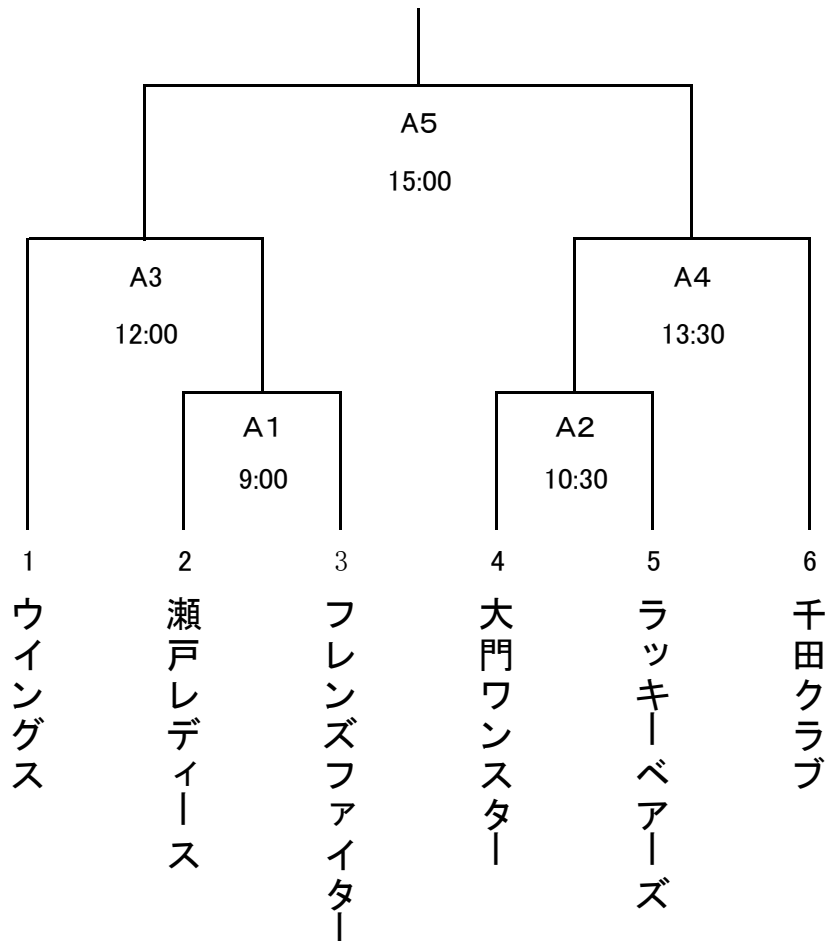 A5
15:00
A3
A4
12:00
13:30
A1
A2
9:00
10:30
1
2
3
4
5
6
ウイングス
瀬戸レディース
フレンズファイター
大門ワンスター
ラッキーベアーズ
千田クラブ